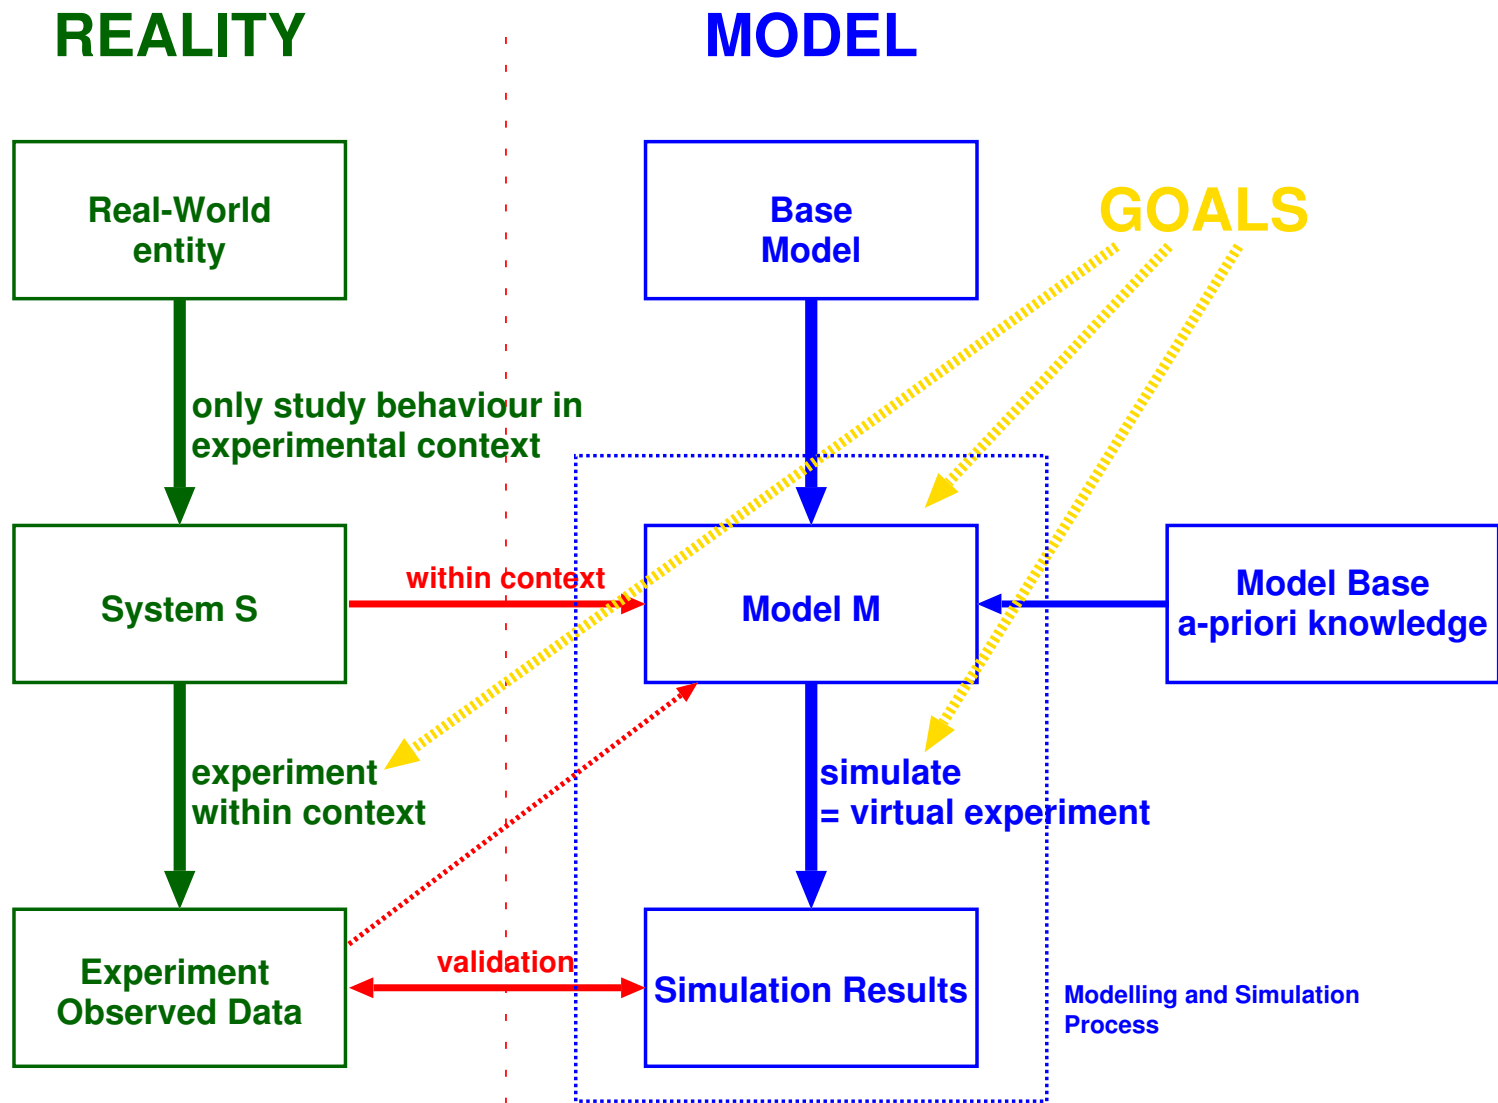 REALITY
MODEL
Real-World
entity
Base
Model
GOALS
only study behaviour in
experimental context
within context
System S
Model M
Model Base
a-priori knowledge
experiment
within context
simulate
= virtual experiment
validation
Experiment
Observed Data
Simulation Results
Modelling and Simulation
Process